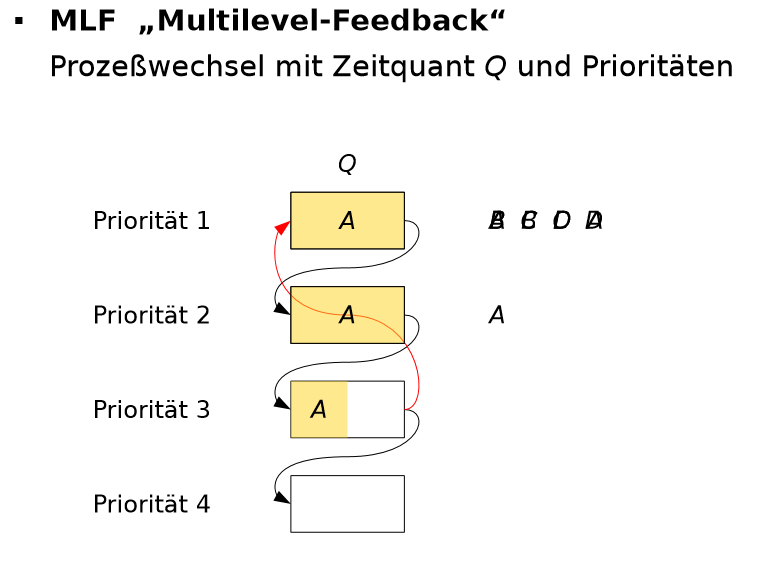 ▪ MLF „Multilevel-Feedback“
Prozeßwechsel mit Zeitquant Q und Prioritäten
Q
Priorität 1 A
Priorität 2 A A
Priorität 3 A
Priorität 4